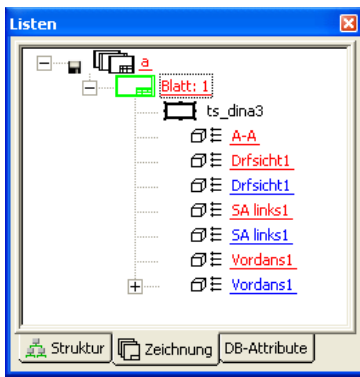 Listen
a
Blatt: 1
ts_dina3
A-A
Drfsicht1
Drfsicht1
SA links1
SA links1
Vordans1
Vordans1
Struktur Zeichnung DB-Attribute